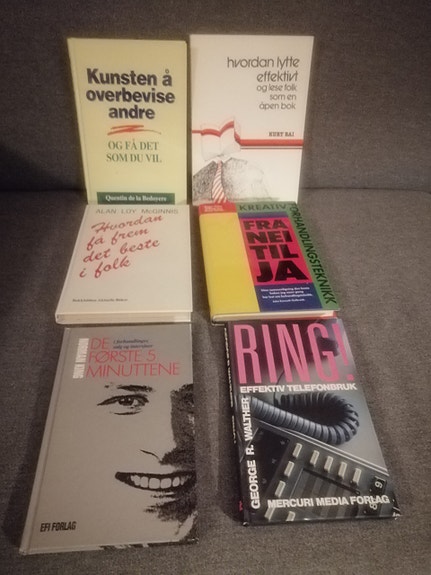 Kunsten å
overbevise
andre
OG FÅ DET
SOM DU VIL
Quentin de la Bedoyere
hvordan lytte
effektivt
og lese folk
som en
åpen bok
KURT BAI
ALAN LOY McGINNIS
Hvordan
få frem
det beste
i folk
KREATIV
FORHANDLINGSTEKNIKK
FRA
NEI TIL
JA
DE
FØRSTE 5
MINUTTENE
EFI FORLAG
RING!
EFFEKTIV TELEFONBRUK
GEORGE R. WALTHER
MERCURI MEDIA FORLAG
8
9